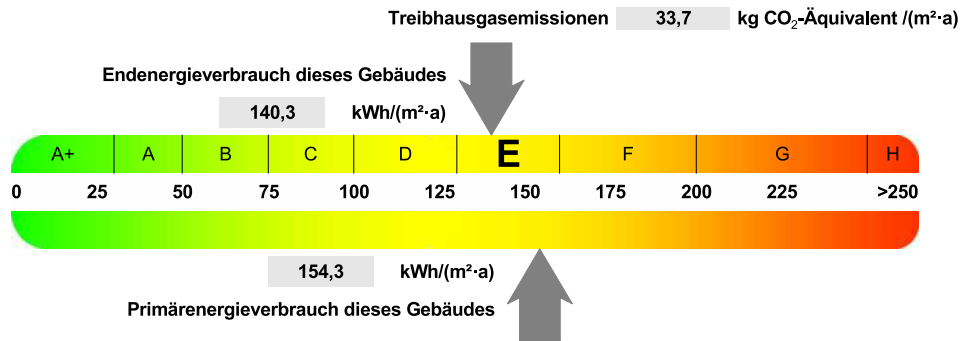 Treibhausgasemissionen 33,7 kg CO₂-Äquivalent /(m²·a)
Endenergieverbrauch dieses Gebäudes
140,3 kWh/(m²·a)
A+ A B C D E F G H
0 25 50 75 100 125 150 175 200 225 >250
154,3 kWh/(m²·a)
Primärenergieverbrauch dieses Gebäudes